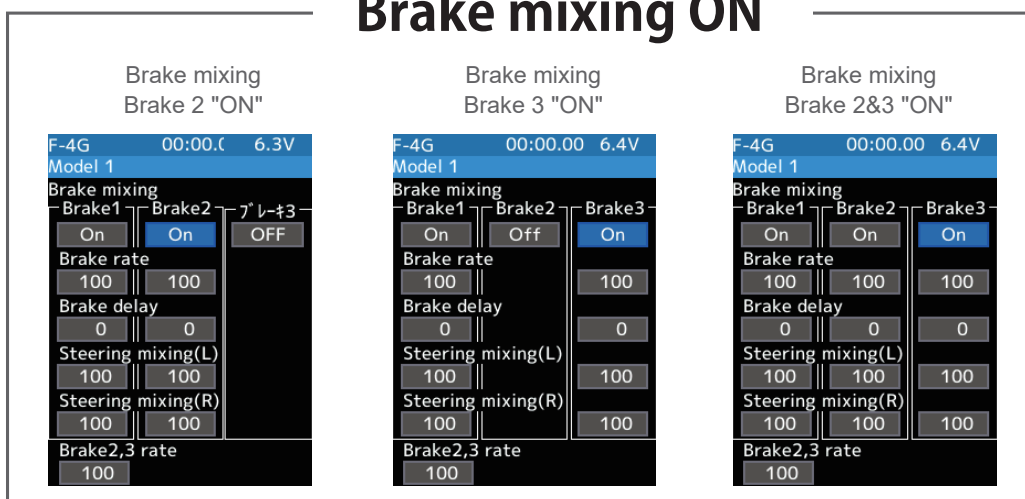 Brake mixing ON
Brake mixing
Brake 2 "ON"
F-4G 00:00.0 6.3V
Model 1
Brake mixing
Brake1 Brake2 ブレーキ3
On On OFF
Brake rate
100 100
Brake delay
0 0
Steering mixing(L)
100 100
Steering mixing(R)
100 100
Brake2,3 rate
100
Brake mixing
Brake 3 "ON"
F-4G 00:00.00 6.4V
Model 1
Brake mixing
Brake1 Brake2 Brake3
On Off On
Brake rate
100 100
Brake delay
0 0
Steering mixing(L)
100 100
Steering mixing(R)
100 100
Brake2,3 rate
100
Brake mixing
Brake 2&3 "ON"
F-4G 00:00.00 6.4V
Model 1
Brake mixing
Brake1 Brake2 Brake3
On On On
Brake rate
100 100 100
Brake delay
0 0 0
Steering mixing(L)
100 100 100
Steering mixing(R)
100 100 100
Brake2,3 rate
100